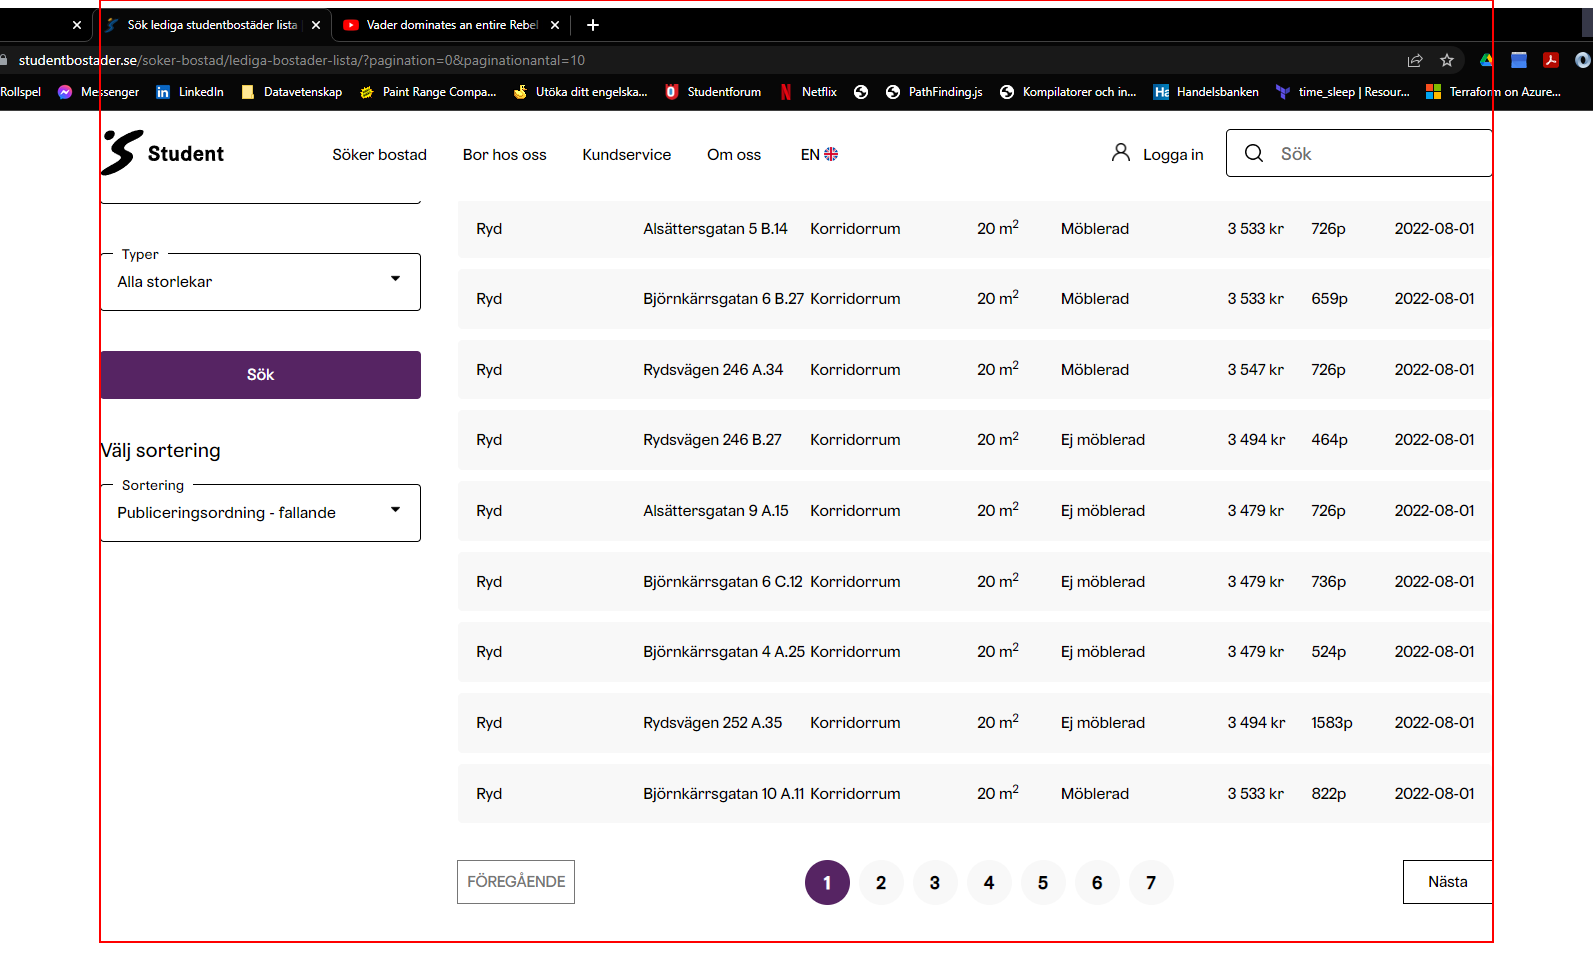 Sök lediga studentbostäder lista
Vader dominates an entire Rebel
studentbostader.se/soker-bostad/lediga-bostader-lista/?pagination=0&paginationantal=10
Rollspel Messenger LinkedIn Datavetenskap Paint Range Compa... Utöka ditt engelska... Studentforum Netflix PathFinding.js Kompilatorer och in... Handelsbanken time_sleep | Resour... Terraform on Azure...
Student Söker bostad Bor hos oss Kundservice Om oss EN Logga in Sök
Typer
Alla storlekar
Sök
Välj sortering
Sortering
Publiceringsordning - fallande
Ryd Alsättersgatan 5 B.14 Korridorrum 20 m² Möblerad 3 533 kr 726p 2022-08-01
Ryd Björnkärrsgatan 6 B.27 Korridorrum 20 m² Möblerad 3 533 kr 659p 2022-08-01
Ryd Rydsvägen 246 A.34 Korridorrum 20 m² Möblerad 3 547 kr 726p 2022-08-01
Ryd Rydsvägen 246 B.27 Korridorrum 20 m² Ej möblerad 3 494 kr 464p 2022-08-01
Ryd Alsättersgatan 9 A.15 Korridorrum 20 m² Ej möblerad 3 479 kr 726p 2022-08-01
Ryd Björnkärrsgatan 6 C.12 Korridorrum 20 m² Ej möblerad 3 479 kr 736p 2022-08-01
Ryd Björnkärrsgatan 4 A.25 Korridorrum 20 m² Ej möblerad 3 479 kr 524p 2022-08-01
Ryd Rydsvägen 252 A.35 Korridorrum 20 m² Ej möblerad 3 494 kr 1583p 2022-08-01
Ryd Björnkärrsgatan 10 A.11 Korridorrum 20 m² Möblerad 3 533 kr 822p 2022-08-01
FÖREGÅENDE 1 2 3 4 5 6 7 Nästa